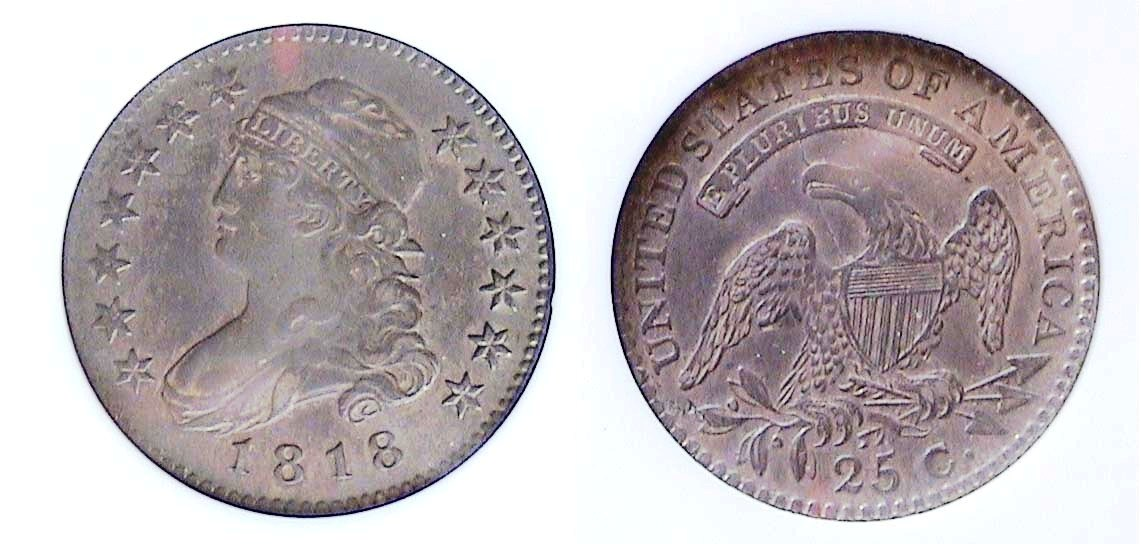 LIBERTY
1818
UNITED STATES OF AMERICA
E PLURIBUS UNUM
25 C.